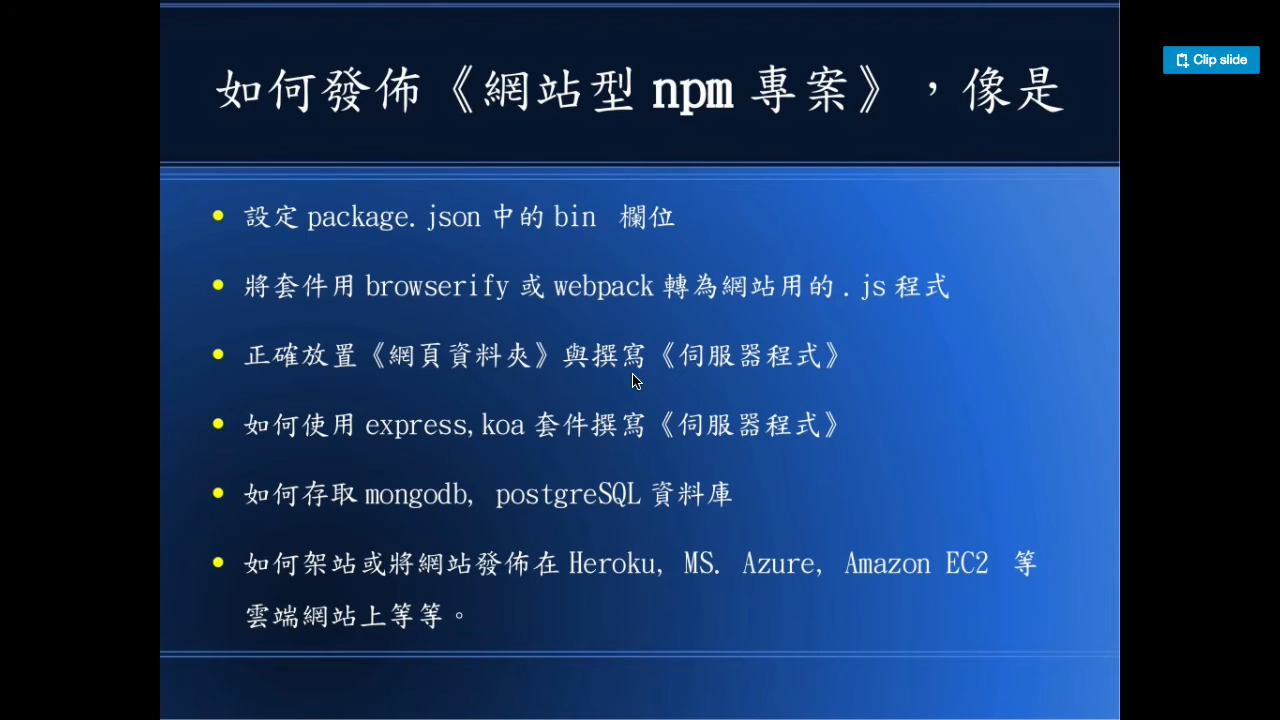 如何發佈《網站型 npm 專案》，像是
Clip slide
設定 package.json 中的 bin 欄位
將套件用 browserify 或 webpack 轉為網站用的 .js 程式
正確放置《網頁資料夾》與撰寫《伺服器程式》
如何使用 express,koa 套件撰寫《伺服器程式》
如何存取 mongodb, postgreSQL 資料庫
如何架站或將網站發佈在 Heroku, MS. Azure, Amazon EC2 等
雲端網站上等等。